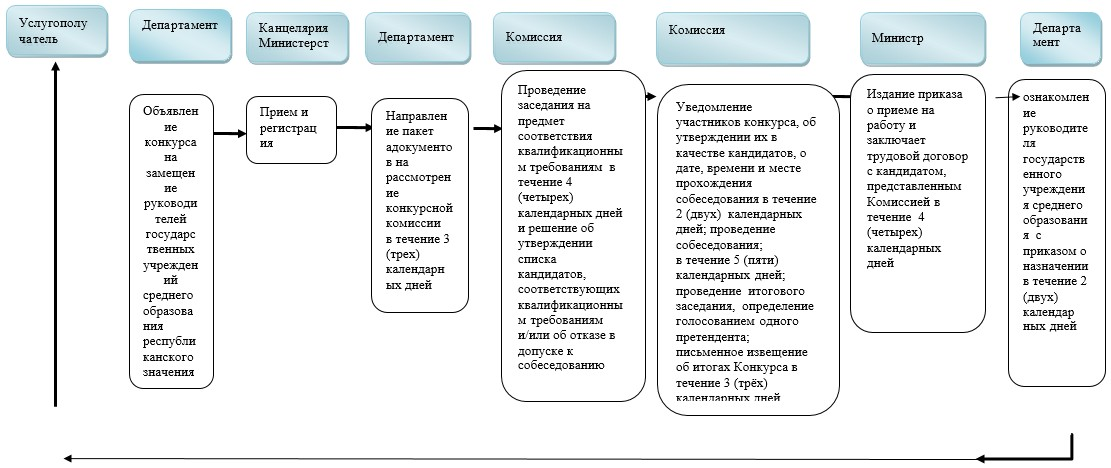 Услугополу
чатель
Департамент
Канцелярия
Министерст
Департамент
Комиссия
Комиссия
Министр
Департа
мент
Объявлен
ие
конкурса
на
замещен
ие
руководи
телей
государс
твенных
учрежден
ий
среднего
образова
ния
республи
канского
значения
Прием и
регистрац
ия
Направлен
ие пакет
адокументо
в на
рассмотрен
ие
конкурсной
комиссии
в течение 3
(трех)
календарн
ых дней
Проведение
заседания на
предмет
соответствия
квалификационны
м требованиям в
течение 4
(четырех)
календарных дней
и решение об
утверждении
списка
кандидатов,
соответствующих
квалификационны
м требованиям
и/или об отказе в
допуске к
собеседованию
Уведомление
участников конкурса, об
утверждении их в
качестве кандидатов, о
дате, времени и месте
прохождения
собеседования в течение
2 (двух) календарных
дней; проведение
собеседования;
в течение 5 (пяти)
календарных дней;
проведение итогового
заседания, определение
голосованием одного
претендента;
письменное извещение
об итогах Конкурса в
течение 3 (трёх)
календарных дней
Издание приказа
о приеме на
работу и
заключает
трудовой договор
с кандидатом,
представленным
Комиссией в
течение 4
(четырех)
календарных
дней
ознакомлен
ие
руководите
ля
государств
енного
учреждени
я среднего
образовани
я с
приказом о
назначении
в течение 2
(двух)
календар
ных дней